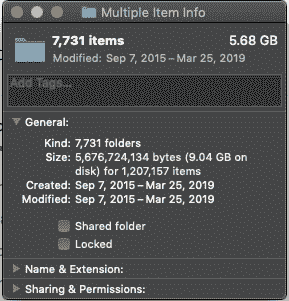 Multiple Item Info
7,731 items 5.68 GB
Modified: Sep 7, 2015 – Mar 25, 2019
Add Tags...
General:
Kind: 7,731 folders
Size: 5,676,724,134 bytes (9.04 GB on
disk) for 1,207,157 items
Created: Sep 7, 2015 – Mar 25, 2019
Modified: Sep 7, 2015 – Mar 25, 2019
Shared folder
Locked
Name & Extension:
Sharing & Permissions: